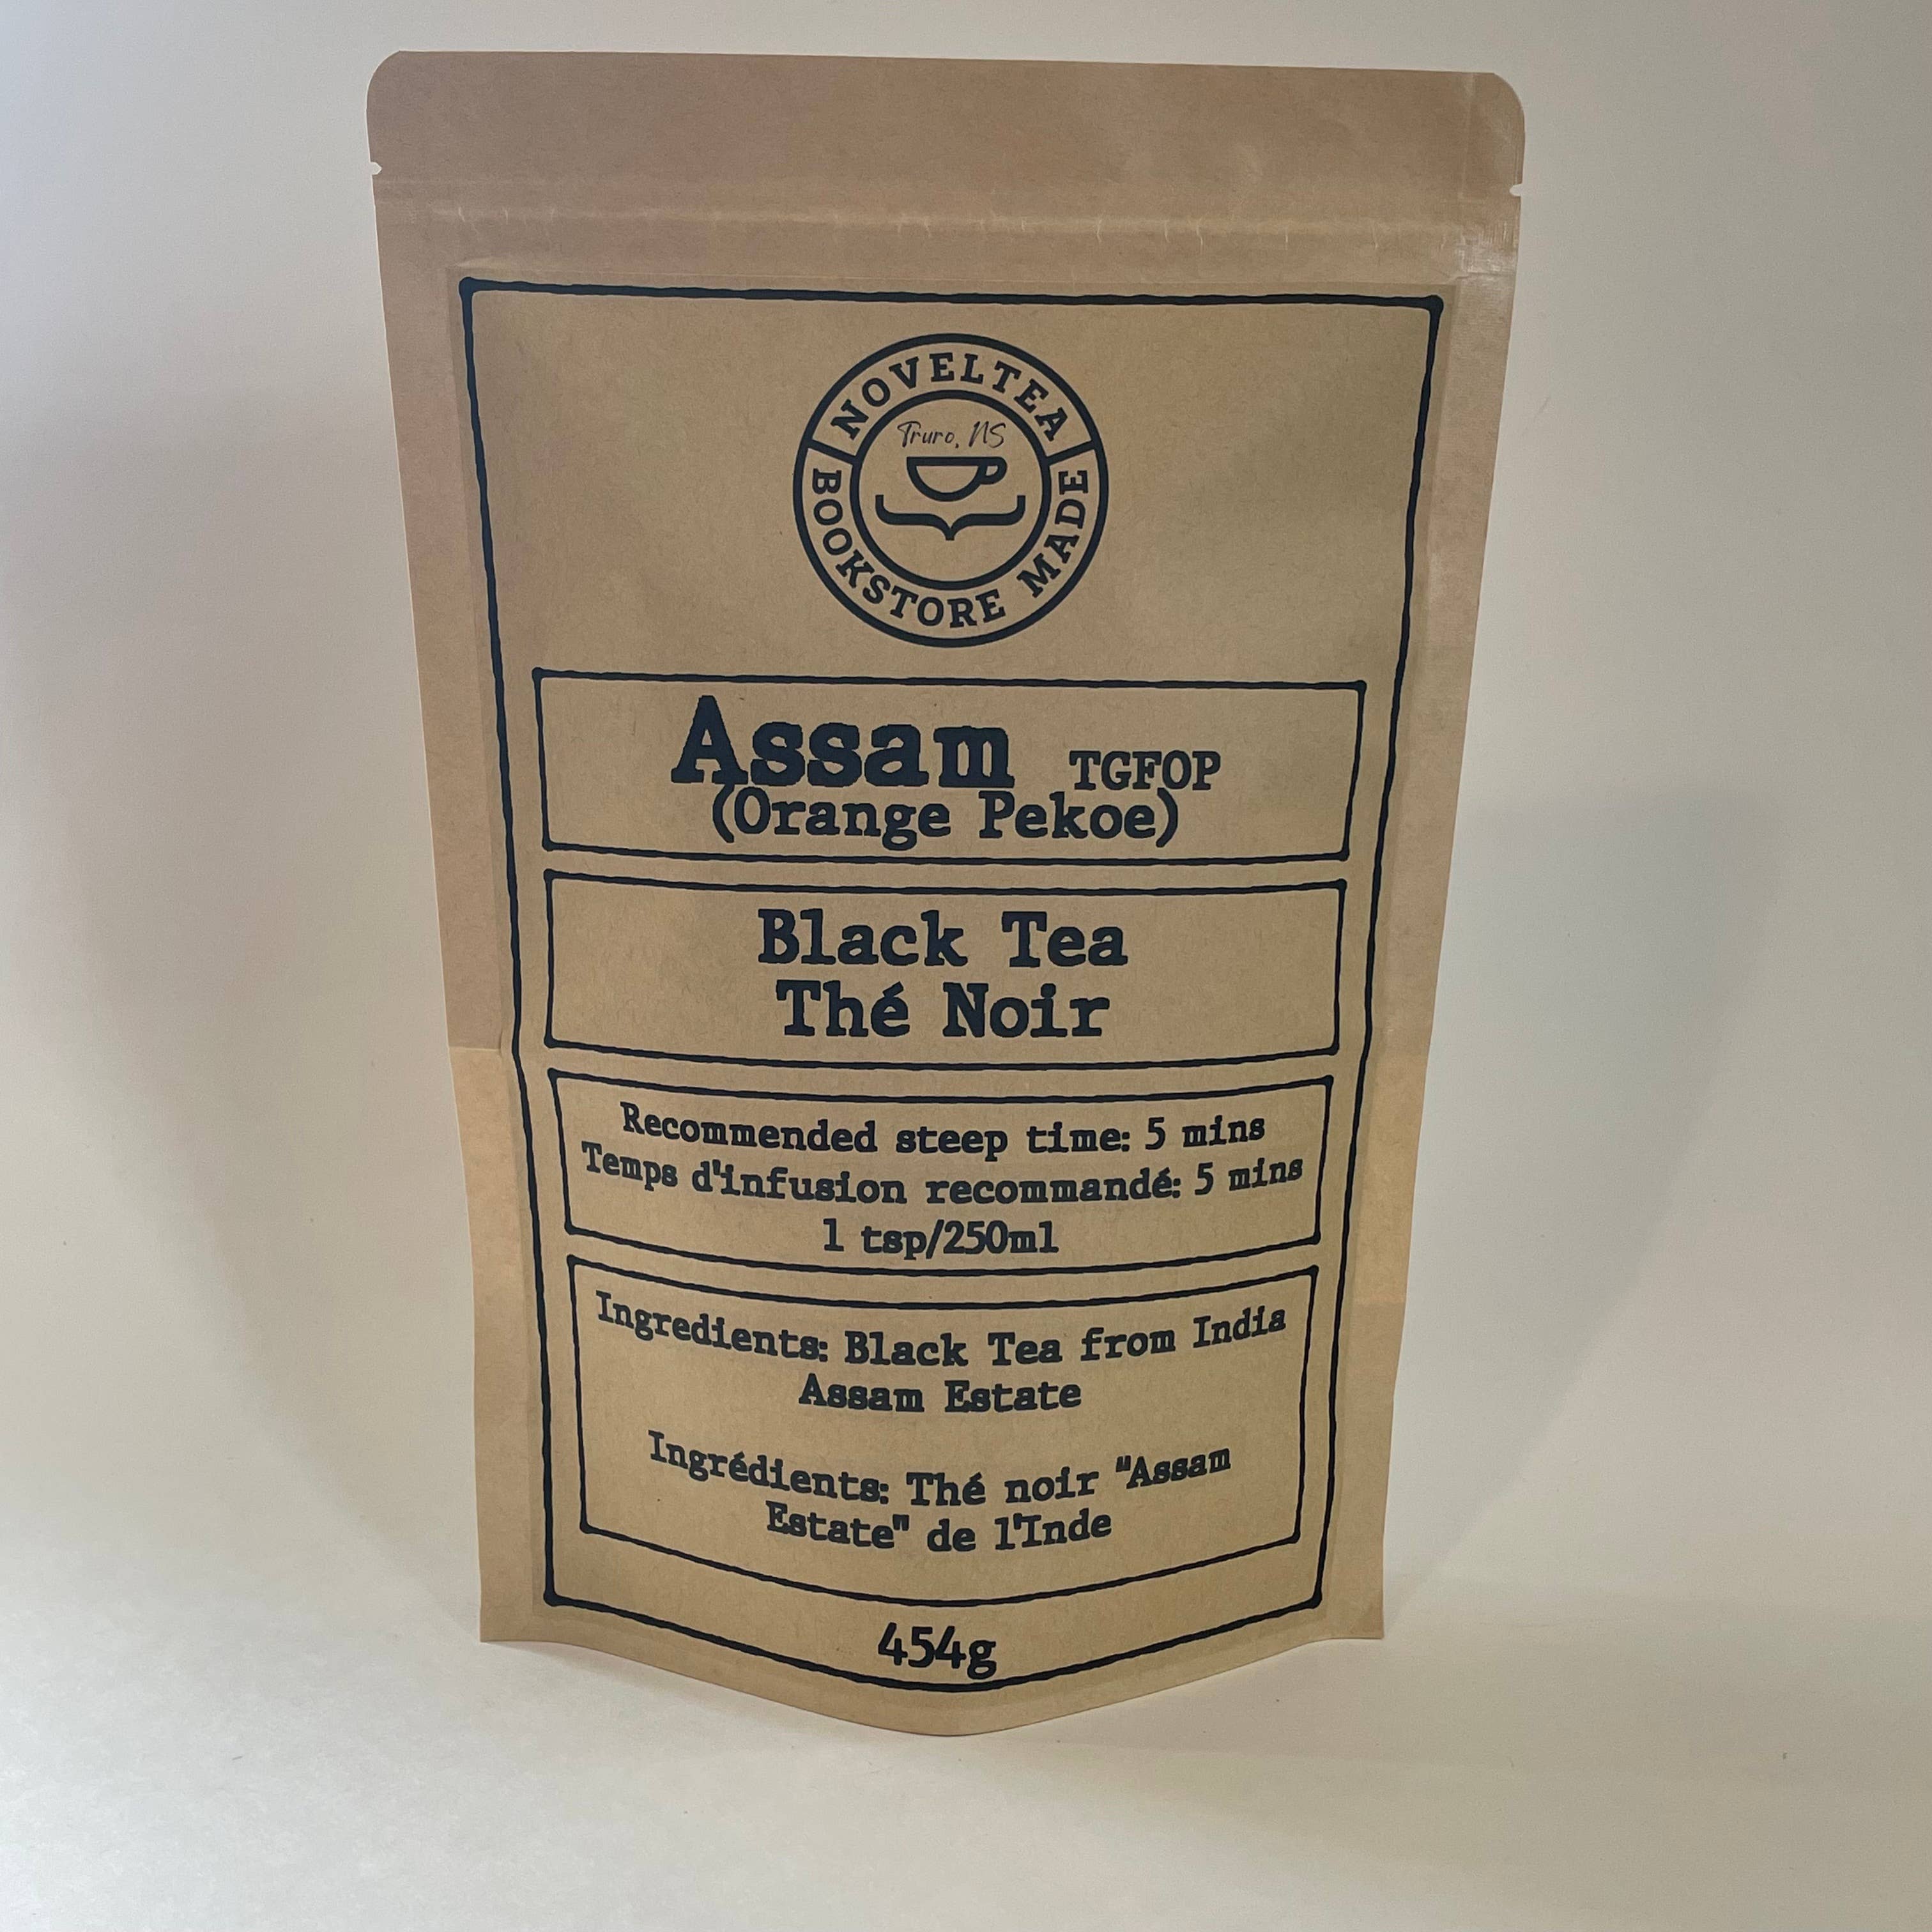 NOVELTEA
Truro, NS
BOOKSTORE MADE
Assam TGFOP
(Orange Pekoe)
Black Tea
Thé Noir
Recommended steep time: 5 mins
Temps d'infusion recommandé: 5 mins
1 tsp/250ml
Ingredients: Black Tea from India
Assam Estate
Ingrédients: Thé noir "Assam
Estate" de l'Inde
454g